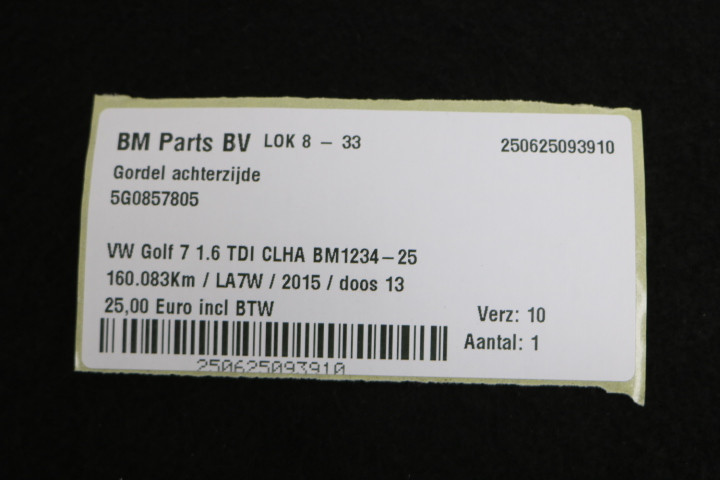 BM Parts BV LOK 8 - 33 250625093910
Gordel achterzijde
5G0857805
VW Golf 7 1.6 TDI CLHA BM1234-25
160.083Km / LA7W / 2015 / doos 13
25,00 Euro incl BTW Verz: 10
Aantal: 1
250625093910